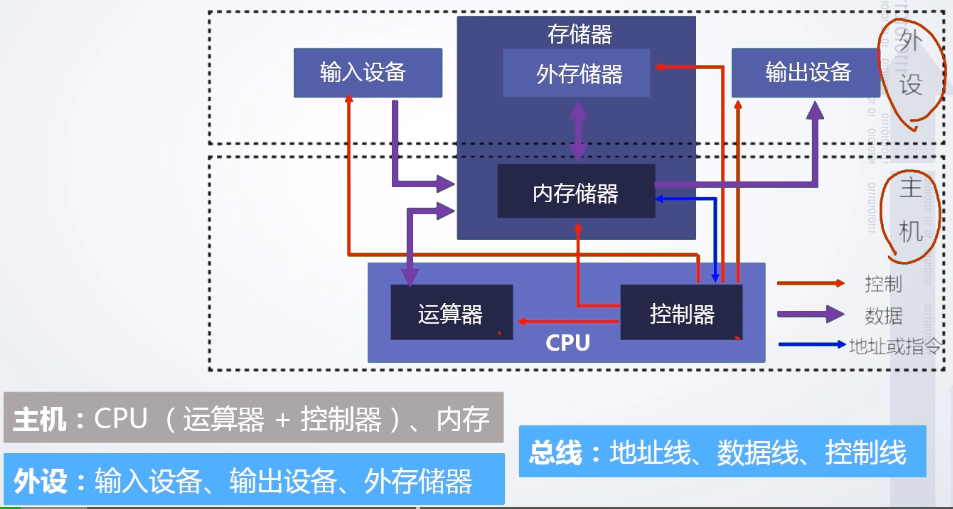 存储器
外设
输入设备
外存储器
输出设备
内存储器
主机
运算器
控制器
CPU
控制
数据
地址或指令
主机：CPU（运算器 + 控制器）、内存
总线：地址线、数据线、控制线
外设：输入设备、输出设备、外存储器